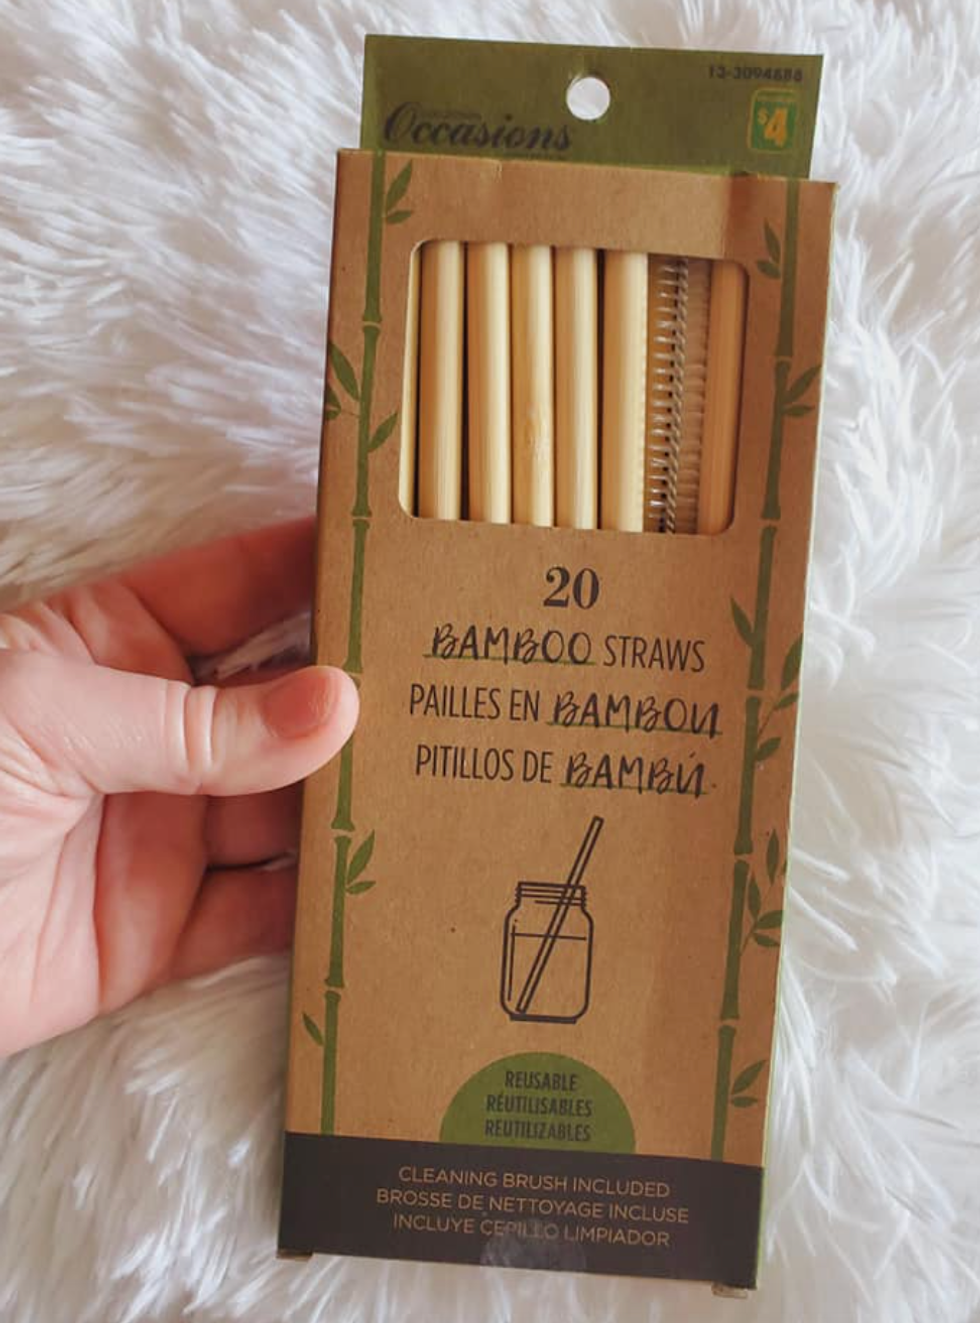 13-3094888
Occasions
$4
20
BAMBOO STRAWS
PAILLES EN BAMBOU
PITILLOS DE BAMBÚ
REUSABLE
RÉUTILISABLES
REUTILIZABLES
CLEANING BRUSH INCLUDED
BROSSE DE NETTOYAGE INCLUSE
INCLUYE CEPILLO LIMPIADOR